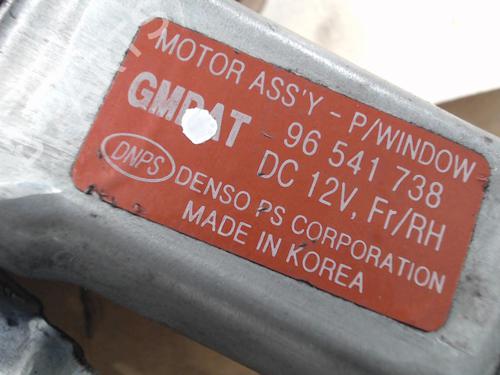 MOTOR ASS'Y - P/WINDOW
GMDAT 96 541 738
DC 12V, Fr/RH
DNPS DENSO PS CORPORATION
MADE IN KOREA